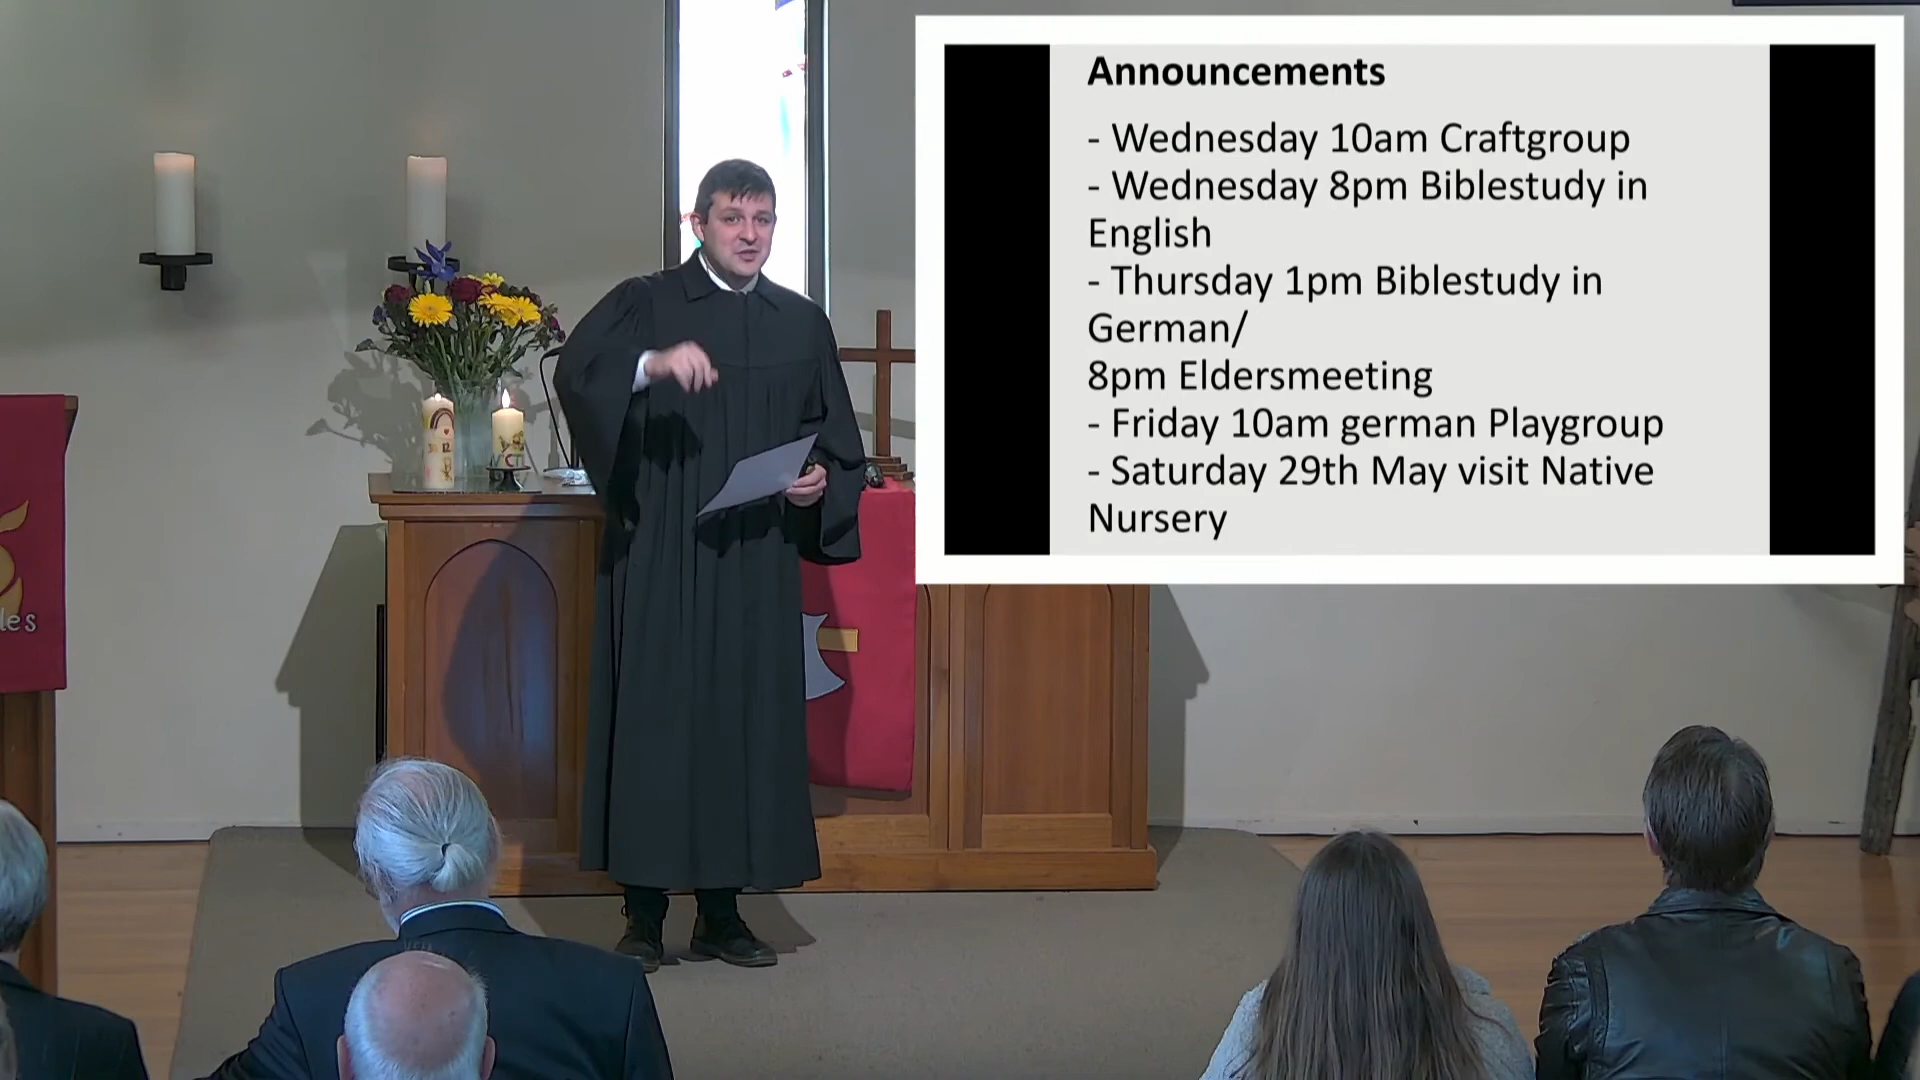 Announcements
- Wednesday 10am Craftgroup
- Wednesday 8pm Biblestudy in
English
- Thursday 1pm Biblestudy in
German/
8pm Eldersmeeting
- Friday 10am german Playgroup
- Saturday 29th May visit Native
Nursery